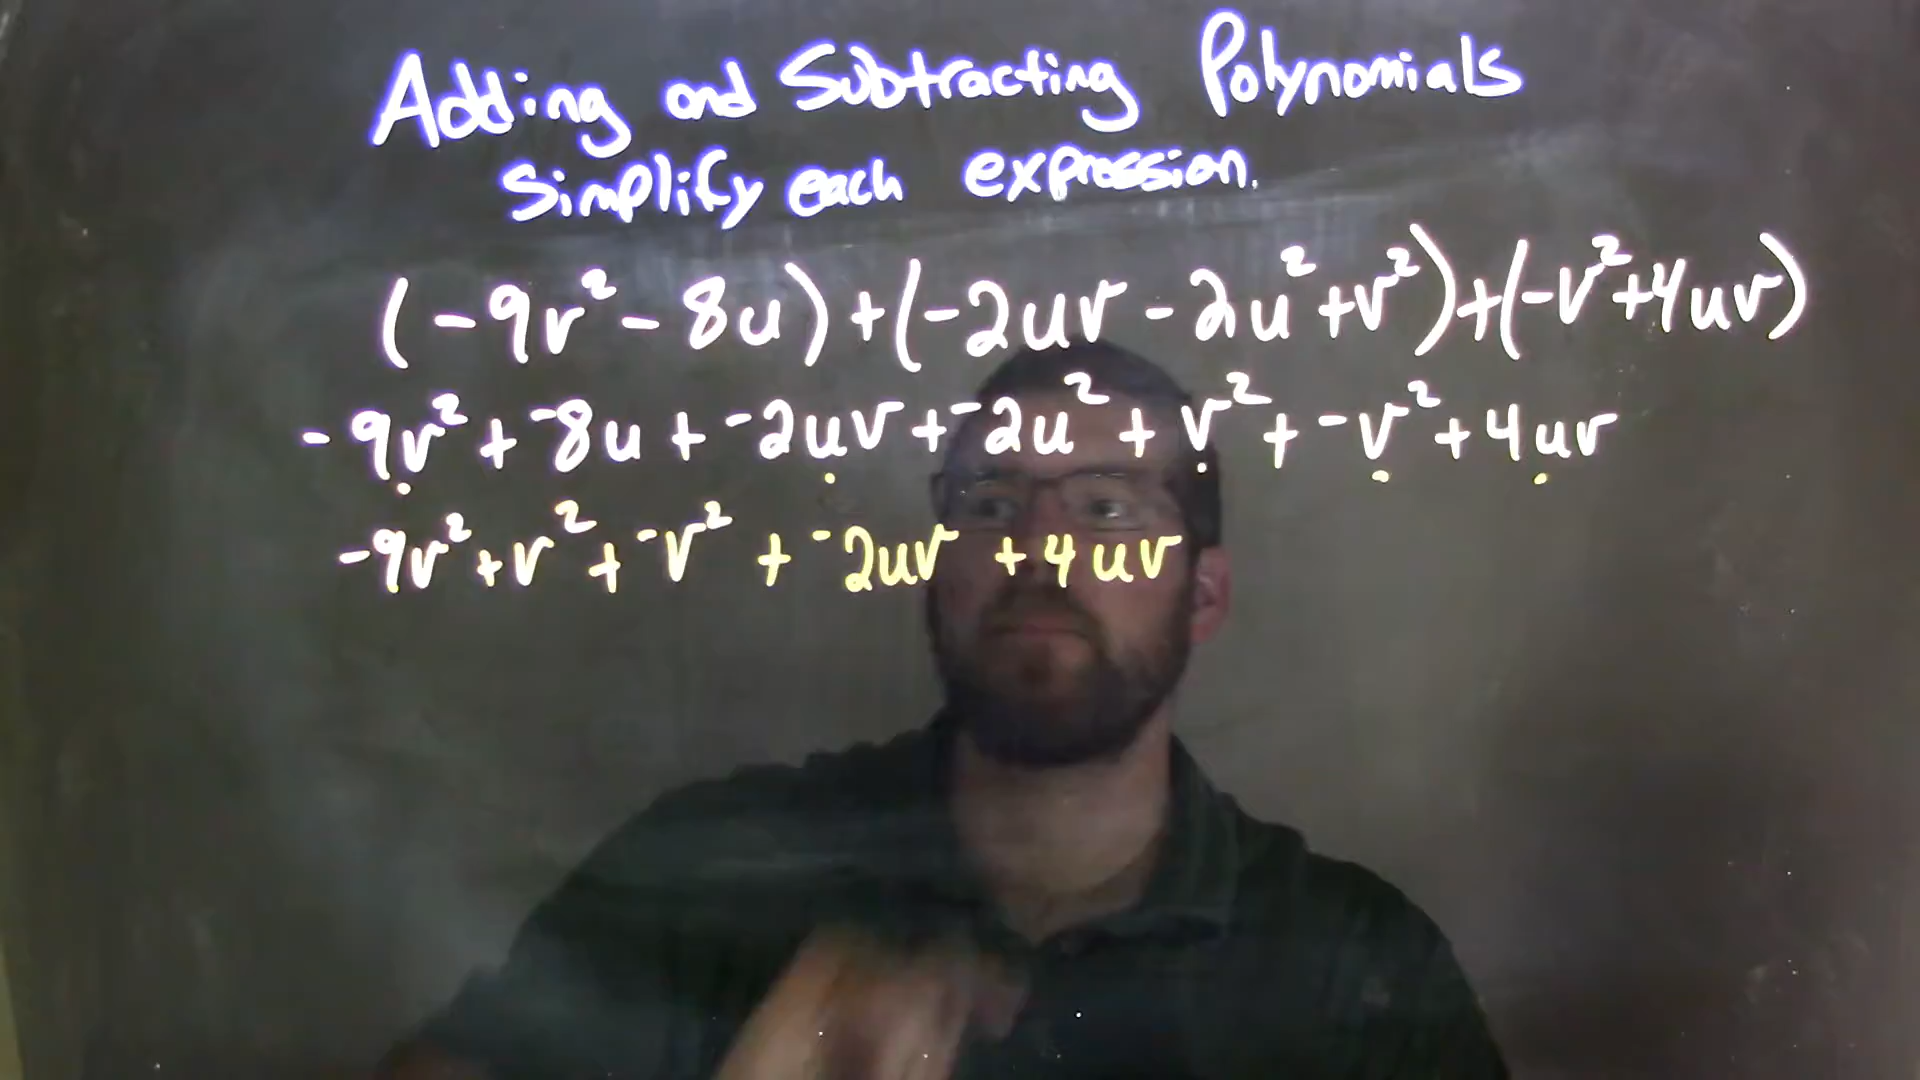 Adding and Subtracting Polynomials
Simplify each expression.
(-9v² - 8u) + (-2uv - 2u² + v²) + (-v² + 4uv)
-9v² + ⁻8u + ⁻2uv + ⁻2u² + v² + ⁻v² + 4uv
-9v² + v² + ⁻v² + ⁻2uv + 4uv